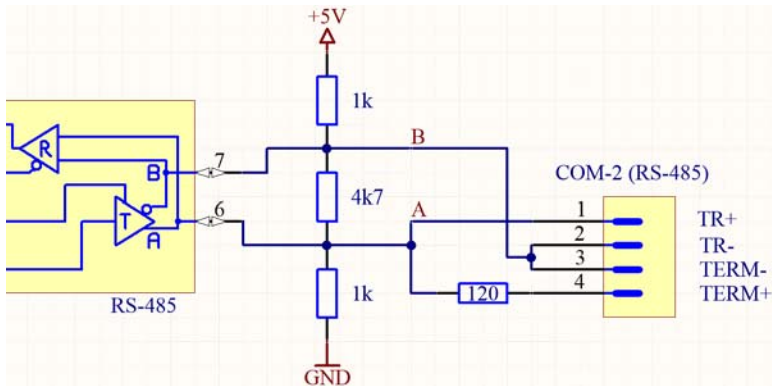 +5V
1k
R
B
7
B
COM-2 (RS-485)
4k7
6
A
1
TR+
T
A
2
TR-
3
TERM-
1k
120
4
TERM+
RS-485
GND